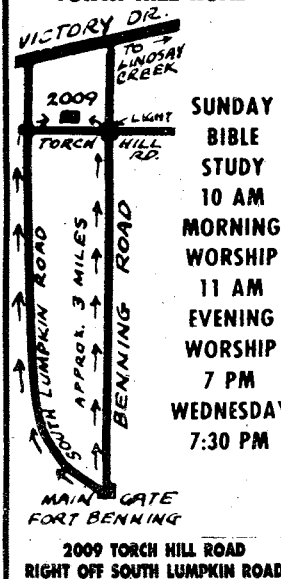 VICTORY DR.
TO
LINDSAY
CREEK
2009
LIGHT
TORCH HILL
RD.
SOUTH LUMPKIN ROAD
APPROX. 3 MILES
BENNING ROAD
MAIN GATE
FORT BENNING
SUNDAY
BIBLE
STUDY
10 AM
MORNING
WORSHIP
11 AM
EVENING
WORSHIP
7 PM
WEDNESDAY
7:30 PM
2009 TORCH HILL ROAD
RIGHT OFF SOUTH LUMPKIN ROAD